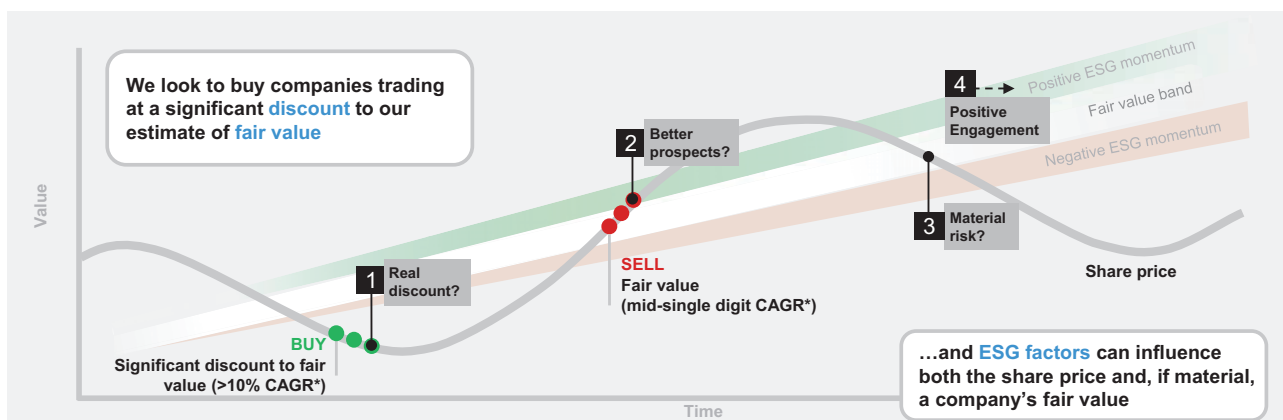 We look to buy companies trading
at a significant discount to our
estimate of fair value
Value
1
Real
discount?
BUY
Significant discount to fair
value (>10% CAGR*)
2
Better
prospects?
SELL
Fair value
(mid-single digit CAGR*)
4
Positive
Engagement
3
Material
risk?
Positive ESG momentum
Fair value band
Negative ESG momentum
Share price
…and ESG factors can influence
both the share price and, if material,
a company’s fair value
Time